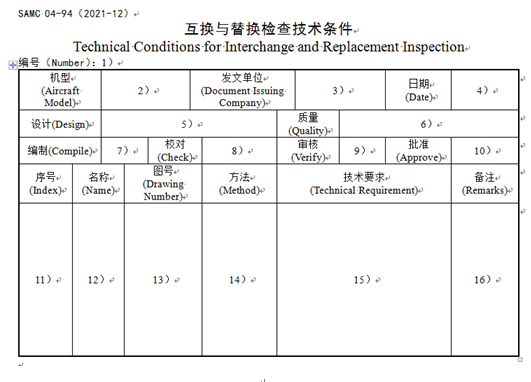 SAMC 04-94 (2021-12)
互换与替换检查技术条件
Technical Conditions for Interchange and Replacement Inspection
编号 (Number): 1)
机型
(Aircraft
Model)
2)
发文单位
(Document Issuing
Company)
3)
日期
(Date)
4)
设计(Design)
5)
质量
(Quality)
6)
编制(Compile)
7)
校对
(Check)
8)
审核
(Verify)
9)
批准
(Approve)
10)
序号
(Index)
名称
(Name)
图号
(Drawing
Number)
方法
(Method)
技术要求
(Technical Requirement)
备注
(Remarks)
11)
12)
13)
14)
15)
16)